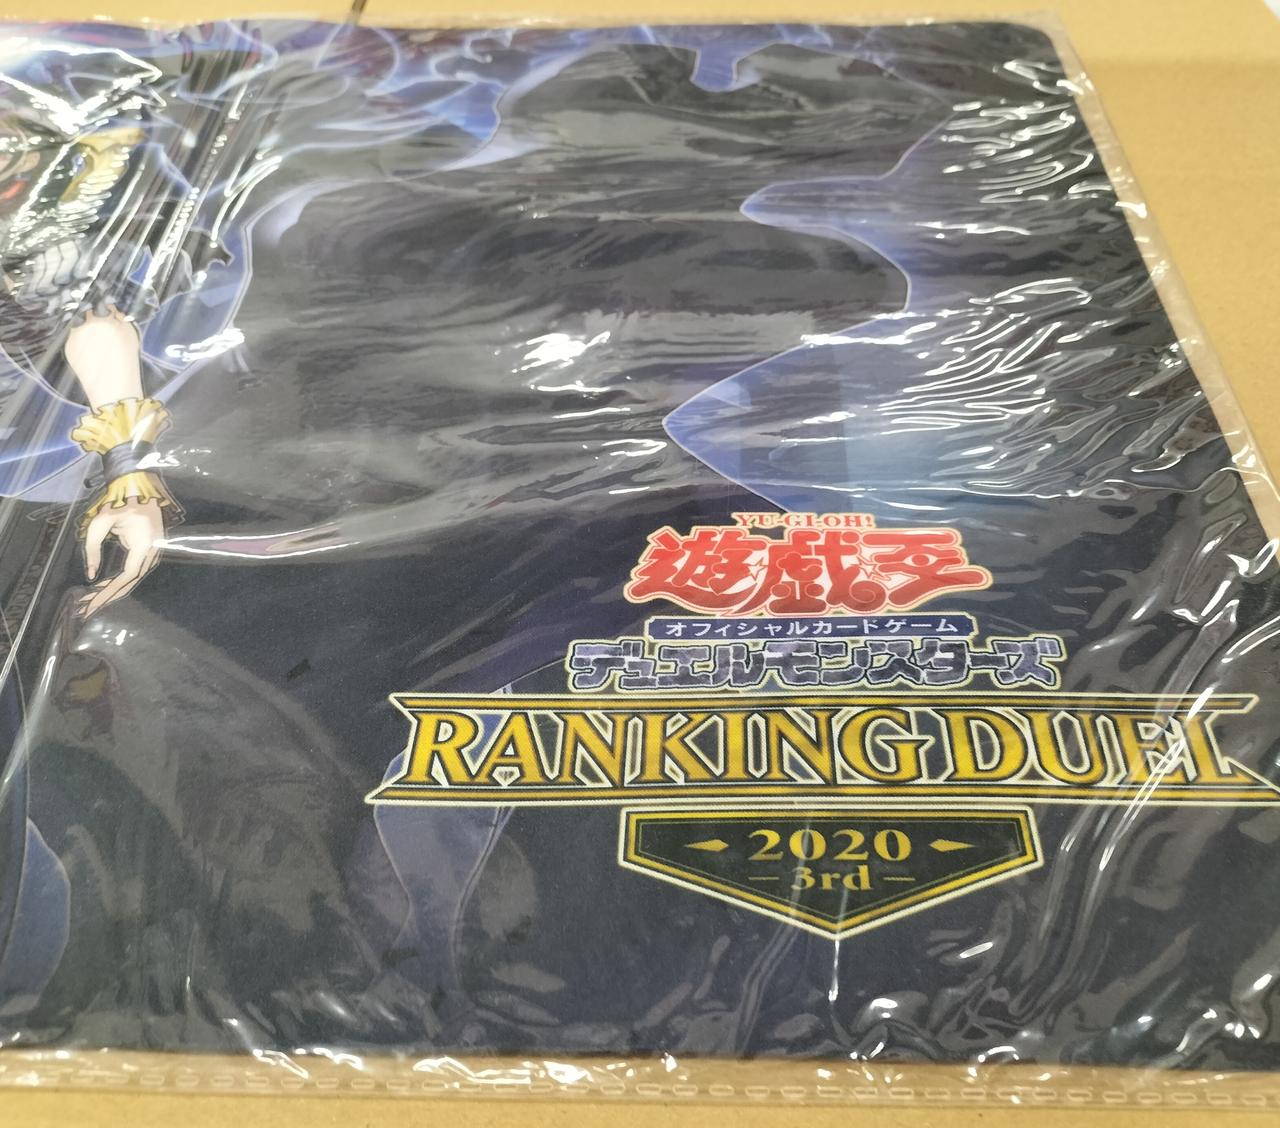 YU-GI-OH!
遊戯王
オフィシャルカードゲーム
デュエルモンスターズ
RANKING DUEL
2020
3rd